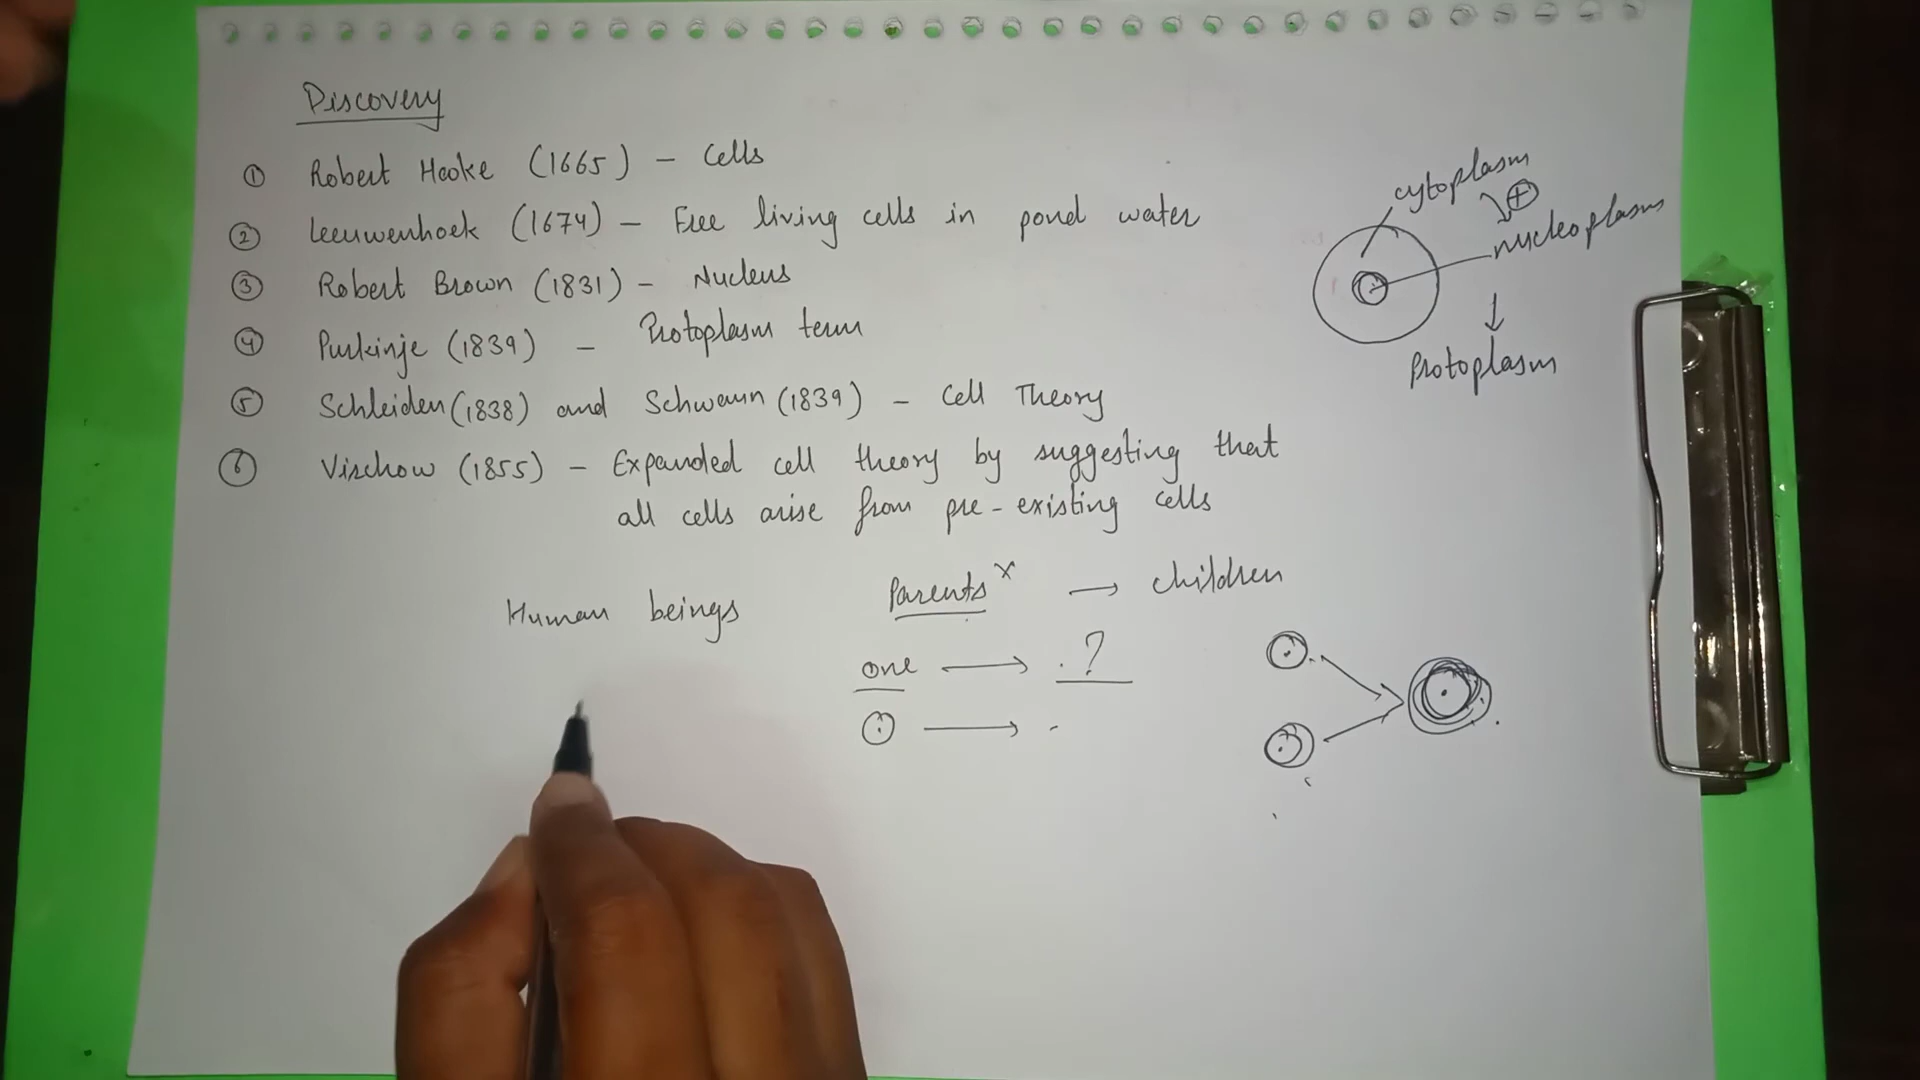 Discovery
① Robert Hooke (1665) - Cells
② Leeuwenhoek (1674) - Free living cells in pond water
③ Robert Brown (1831) - Nucleus
④ Purkinje (1839) - Protoplasm term
⑤ Schleiden (1838) and Schwann (1839) - Cell Theory
⑥ Virchow (1855) - Expanded cell theory by suggesting that
all cells arise from pre-existing cells
cytoplasm
⊕
nucleoplasm
↓
Protoplasm
Human beings Parents x → children
one → ?